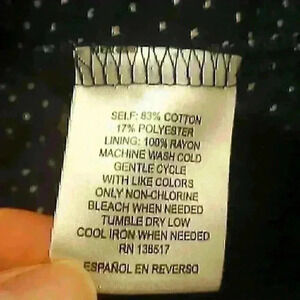 SELF: 83% COTTON
17% POLYESTER
LINING: 100% RAYON
MACHINE WASH COLD
GENTLE CYCLE
WITH LIKE COLORS
ONLY NON-CHLORINE
BLEACH WHEN NEEDED
TUMBLE DRY LOW
COOL IRON WHEN NEEDED
RN 138517
ESPAÑOL EN REVERSO